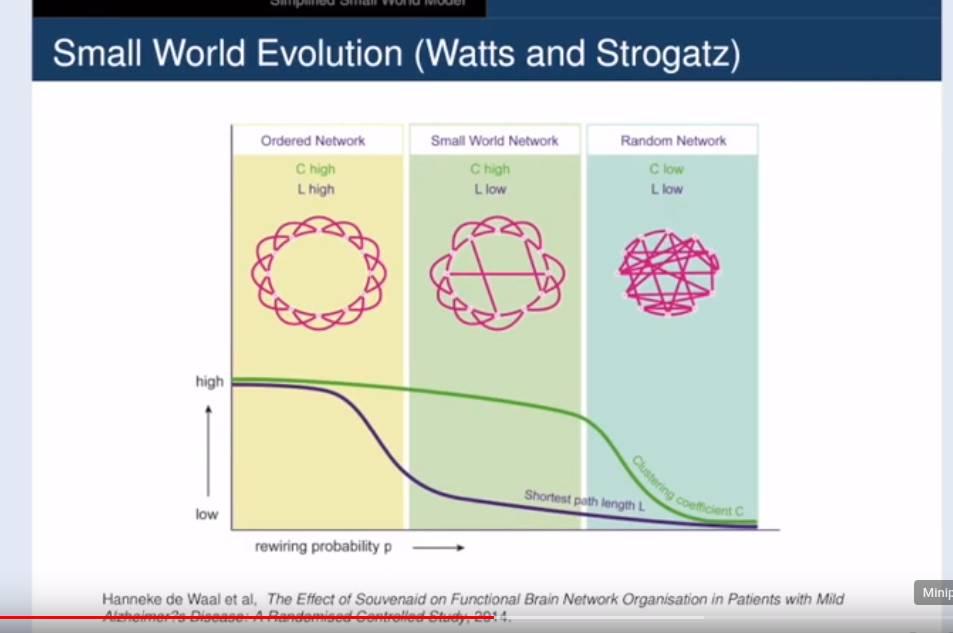 Simplified Small World Model
Small World Evolution (Watts and Strogatz)
Ordered Network
C high
L high
Small World Network
C high
L low
Random Network
C low
L low
high
low
Shortest path length L
Clustering coefficient C
rewiring probability p
Hanneke de Waal et al, The Effect of Souvenaid on Functional Brain Network Organisation in Patients with Mild
Alzheimer?s Disease: A Randomised Controlled Study, 2014.